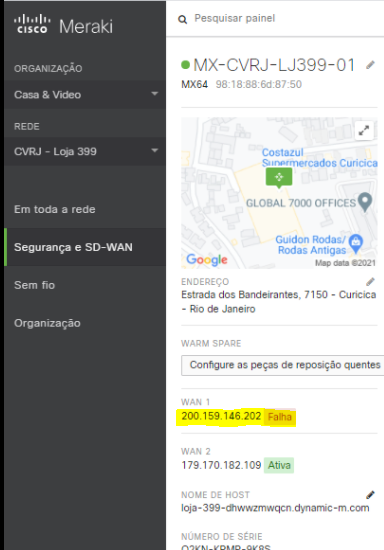 CISCO Meraki
ORGANIZAÇÃO
Casa & Video
REDE
CVRJ - Loja 399
Em toda a rede
Segurança e SD-WAN
Sem fio
Organização
Pesquisar painel
MX-CVRJ-LJ399-01
MX64 98:18:88:6d:87:50
Costazul
Supermercados Curicica
GLOBAL 7000 OFFICES
Guidon Rodas/
Rodas Antigas
Google
Map data ©2021
ENDEREÇO
Estrada dos Bandeirantes, 7150 - Curicica
- Rio de Janeiro
WARM SPARE
Configure as peças de reposição quentes
WAN 1
200.159.146.202 Falha
WAN 2
179.170.182.109 Ativa
NOME DE HOST
loja-399-dhwwzmwqcn.dynamic-m.com
NÚMERO DE SÉRIE